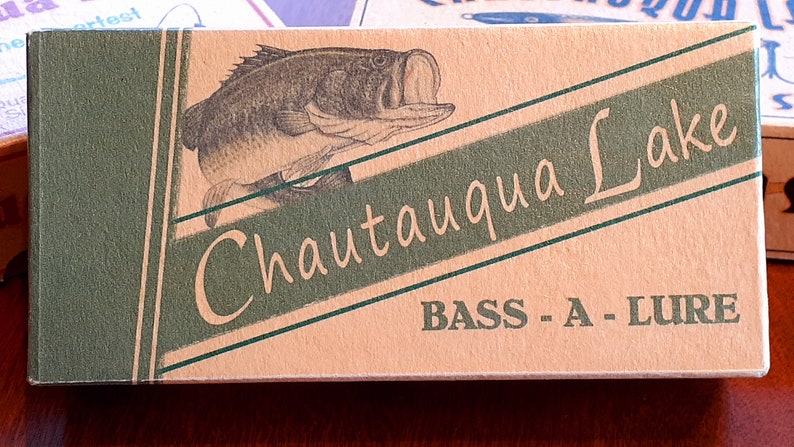 Chautauqua Lake
BASS - A - LURE